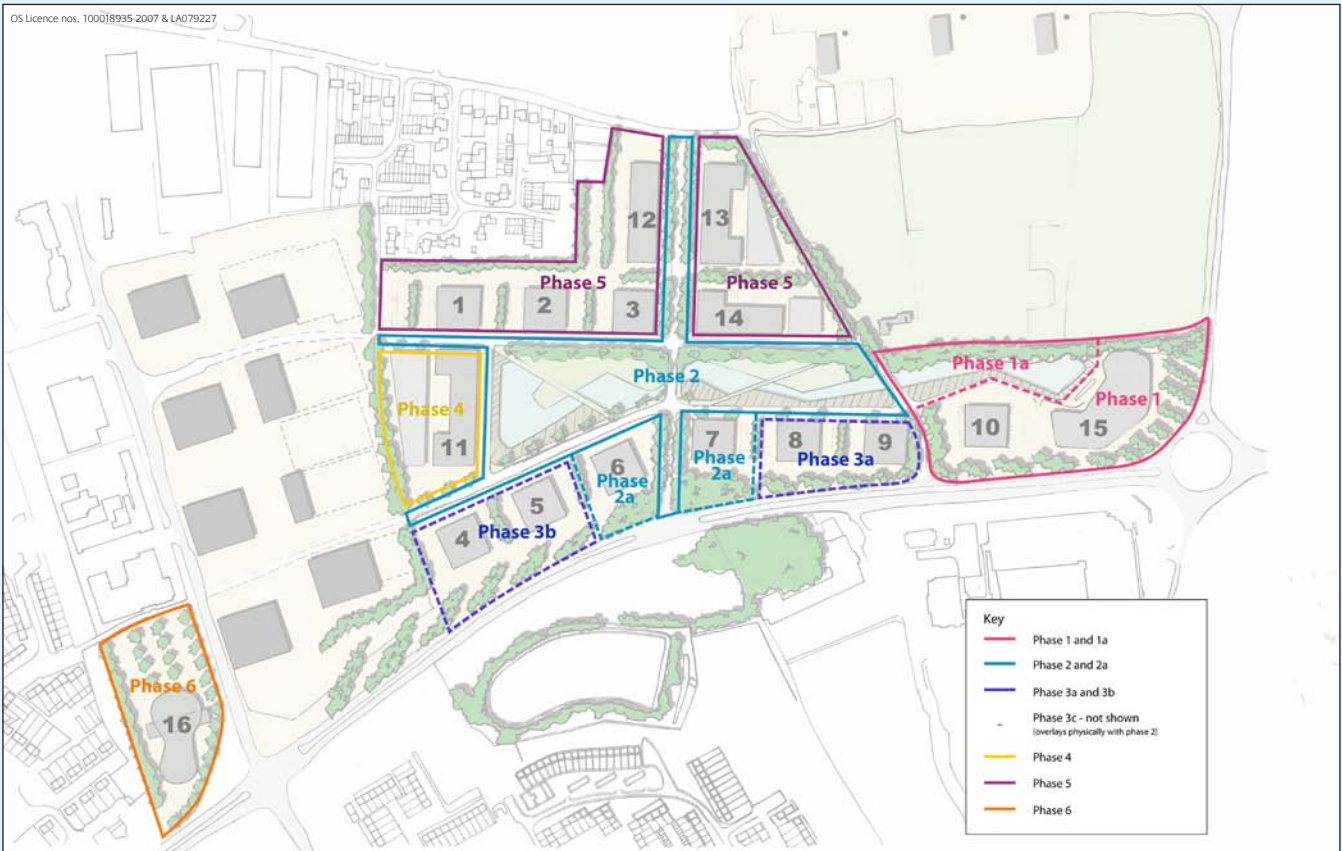 OS Licence nos. 100018935 2007 & LA079227
12
13
Phase 5
Phase 5
1
2
3
14
Phase 2
Phase 1a
Phase 1
Phase 4
11
10
15
7
8
9
Phase
2a
Phase 3a
6
Phase
2a
5
4
Phase 3b
Phase 6
16
Key
Phase 1 and 1a
Phase 2 and 2a
Phase 3a and 3b
Phase 3c - not shown
(overlays physically with phase 2)
Phase 4
Phase 5
Phase 6